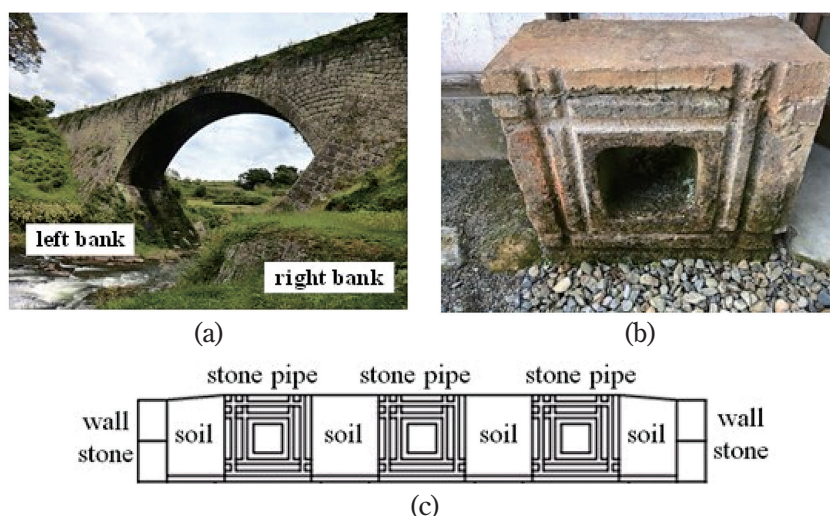 left bank
right bank
(a)
(b)
stone pipe stone pipe stone pipe
wall
stone
soil
soil
soil
soil
wall
stone
(c)